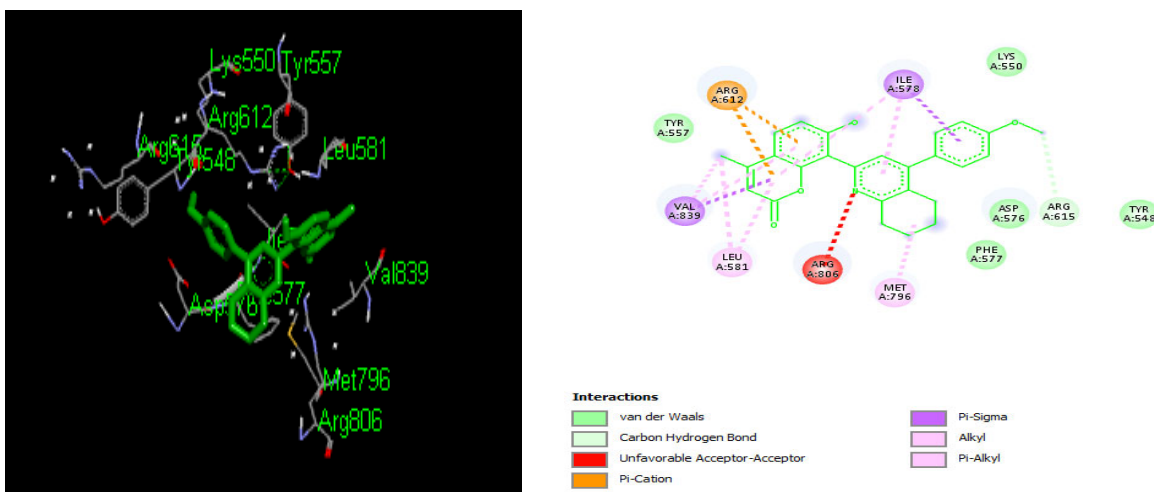 Lys550 Tyr557
Arg612
Leu581
Val839
Met796
Arg806
ARG
A:612
ILE
A:578
LYS
A:550
TYR
A:557
VAL
A:839
LEU
A:581
ARG
A:806
MET
A:796
ASP
A:576
PHE
A:577
ARG
A:615
TYR
A:548
Interactions
van der Waals
Carbon Hydrogen Bond
Unfavorable Acceptor-Acceptor
Pi-Cation
Pi-Sigma
Alkyl
Pi-Alkyl